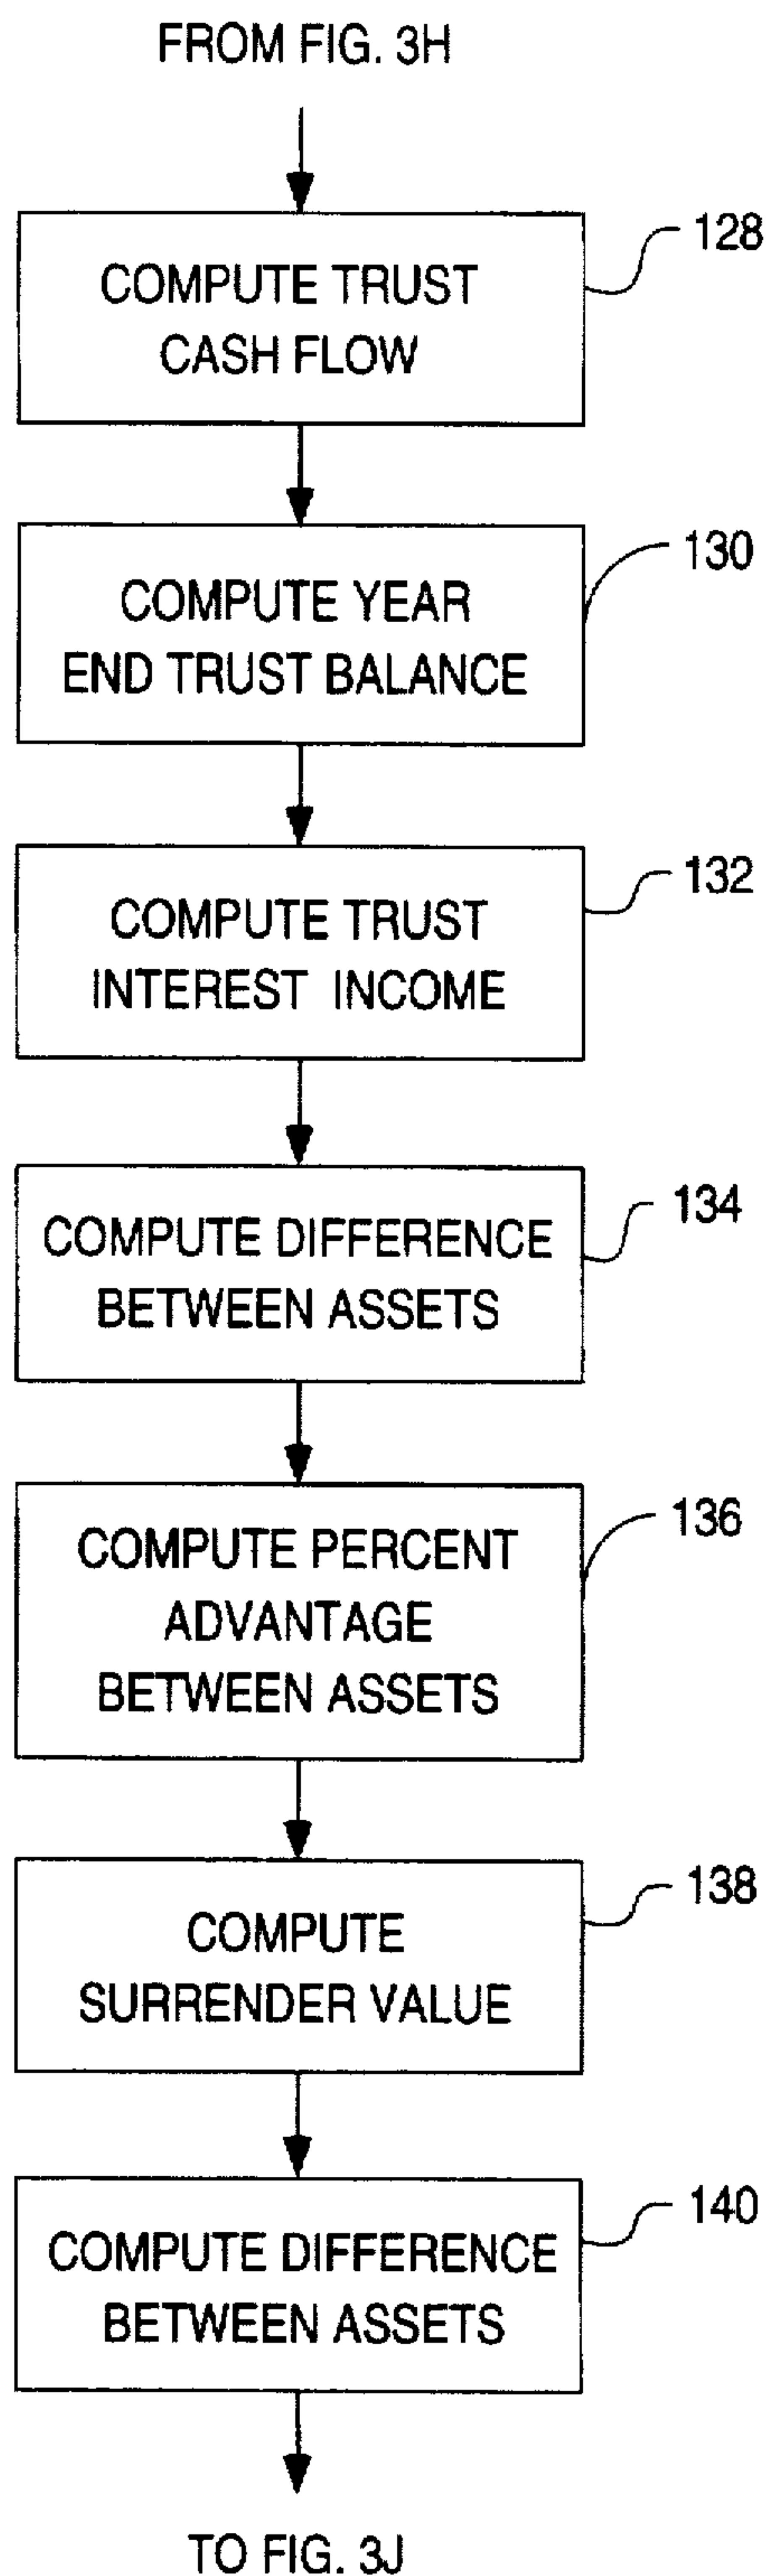 FROM FIG. 3H
128
COMPUTE TRUST
CASH FLOW
130
COMPUTE YEAR
END TRUST BALANCE
132
COMPUTE TRUST
INTEREST INCOME
134
COMPUTE DIFFERENCE
BETWEEN ASSETS
136
COMPUTE PERCENT
ADVANTAGE
BETWEEN ASSETS
138
COMPUTE
SURRENDER VALUE
140
COMPUTE DIFFERENCE
BETWEEN ASSETS
TO FIG. 3J